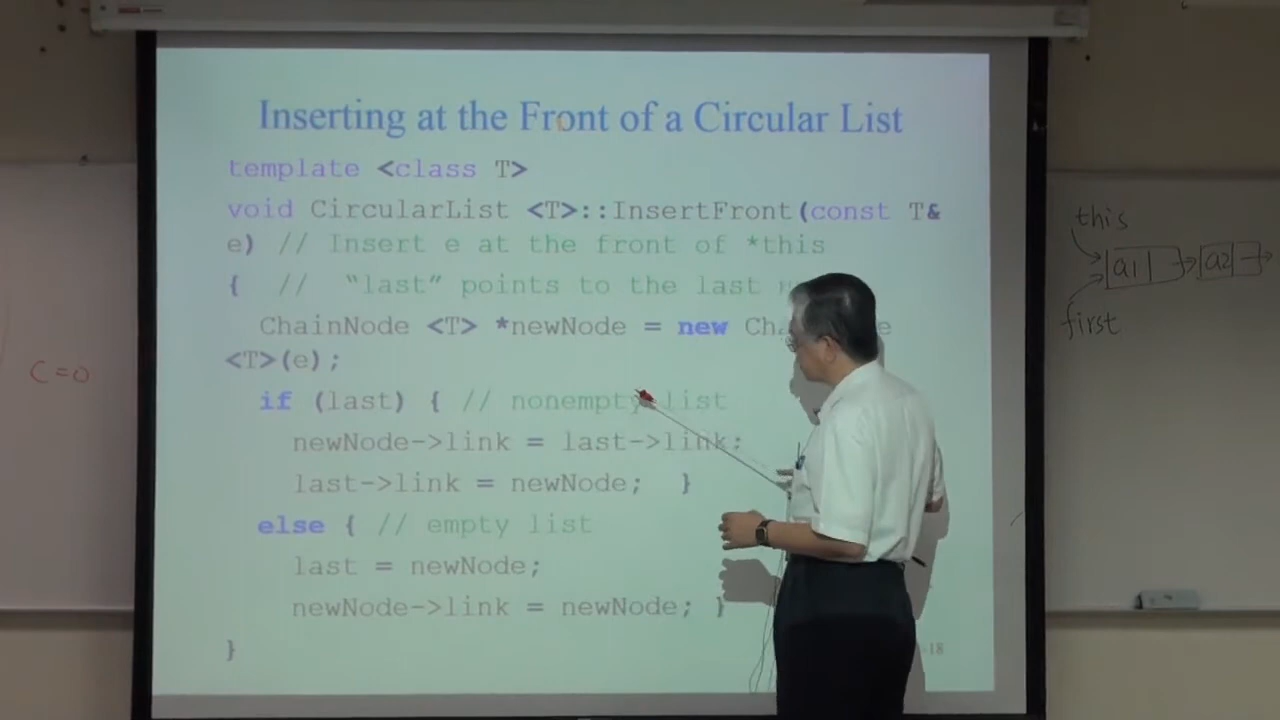 Inserting at the Front of a Circular List
template <class T>
void CircularList <T>::InsertFront(const T&
e) // Insert e at the front of *this
{ // "last" points to the last
ChainNode <T> *newNode = new
<T>(e);
if (last) { // nonempty list
newNode->link = last->link;
last->link = newNode; }
else { // empty list
last = newNode;
newNode->link = newNode; }
}
-18
C=0
this
a1 a2
first